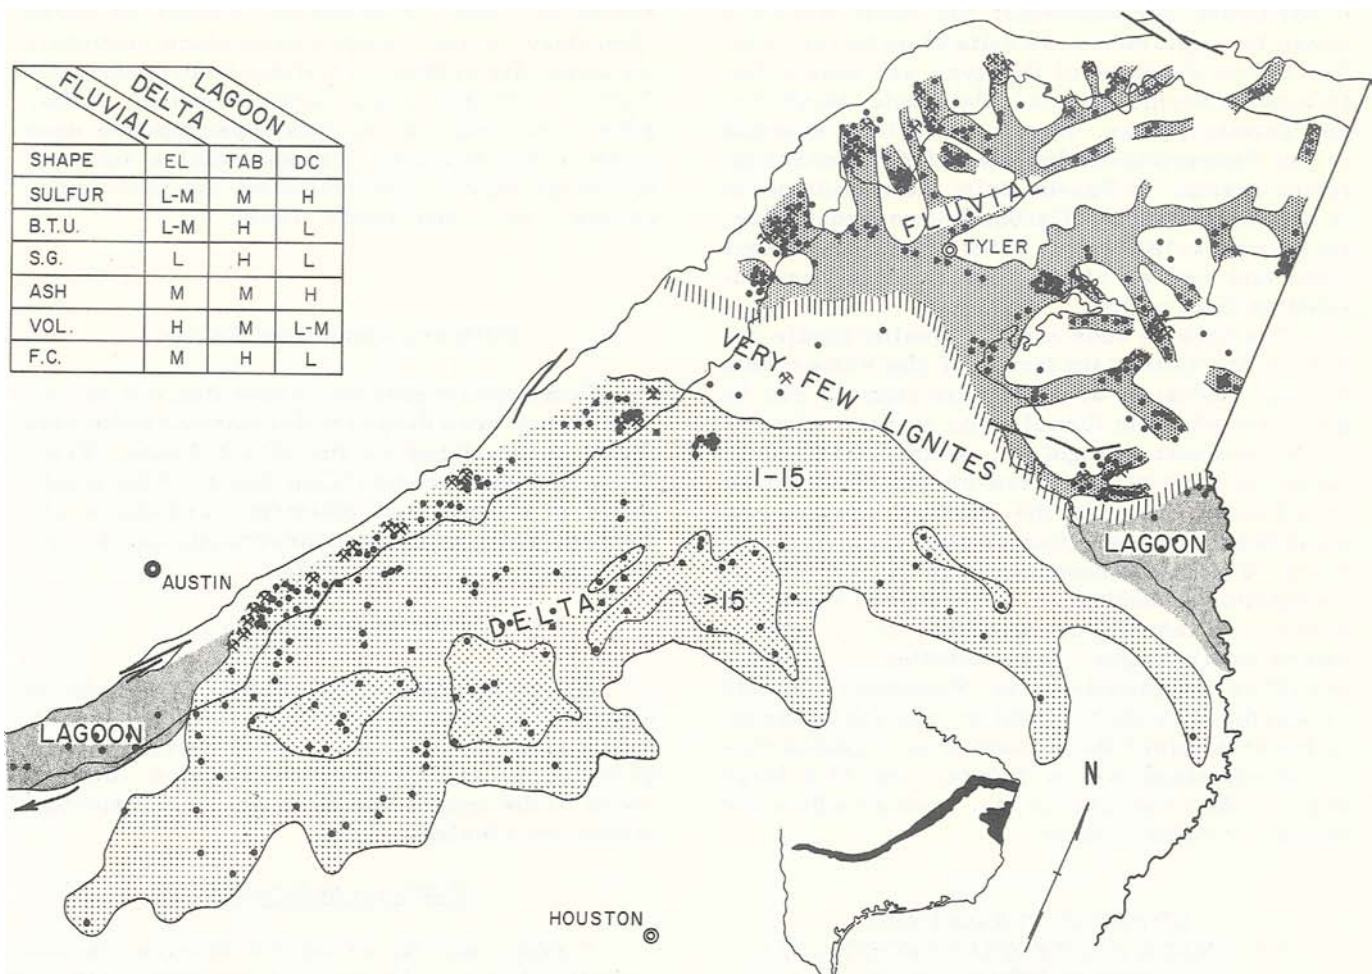 LAGOON
DELTA
FLUVIAL
SHAPE EL TAB DC
SULFUR L-M M H
B.T.U. L-M H L
S.G. L H L
ASH M M H
VOL. H M L-M
F.C. M H L
FLUVIAL
TYLER
VERY FEW LIGNITES
1-15
LAGOON
AUSTIN
DELTA
>15
LAGOON
N
HOUSTON